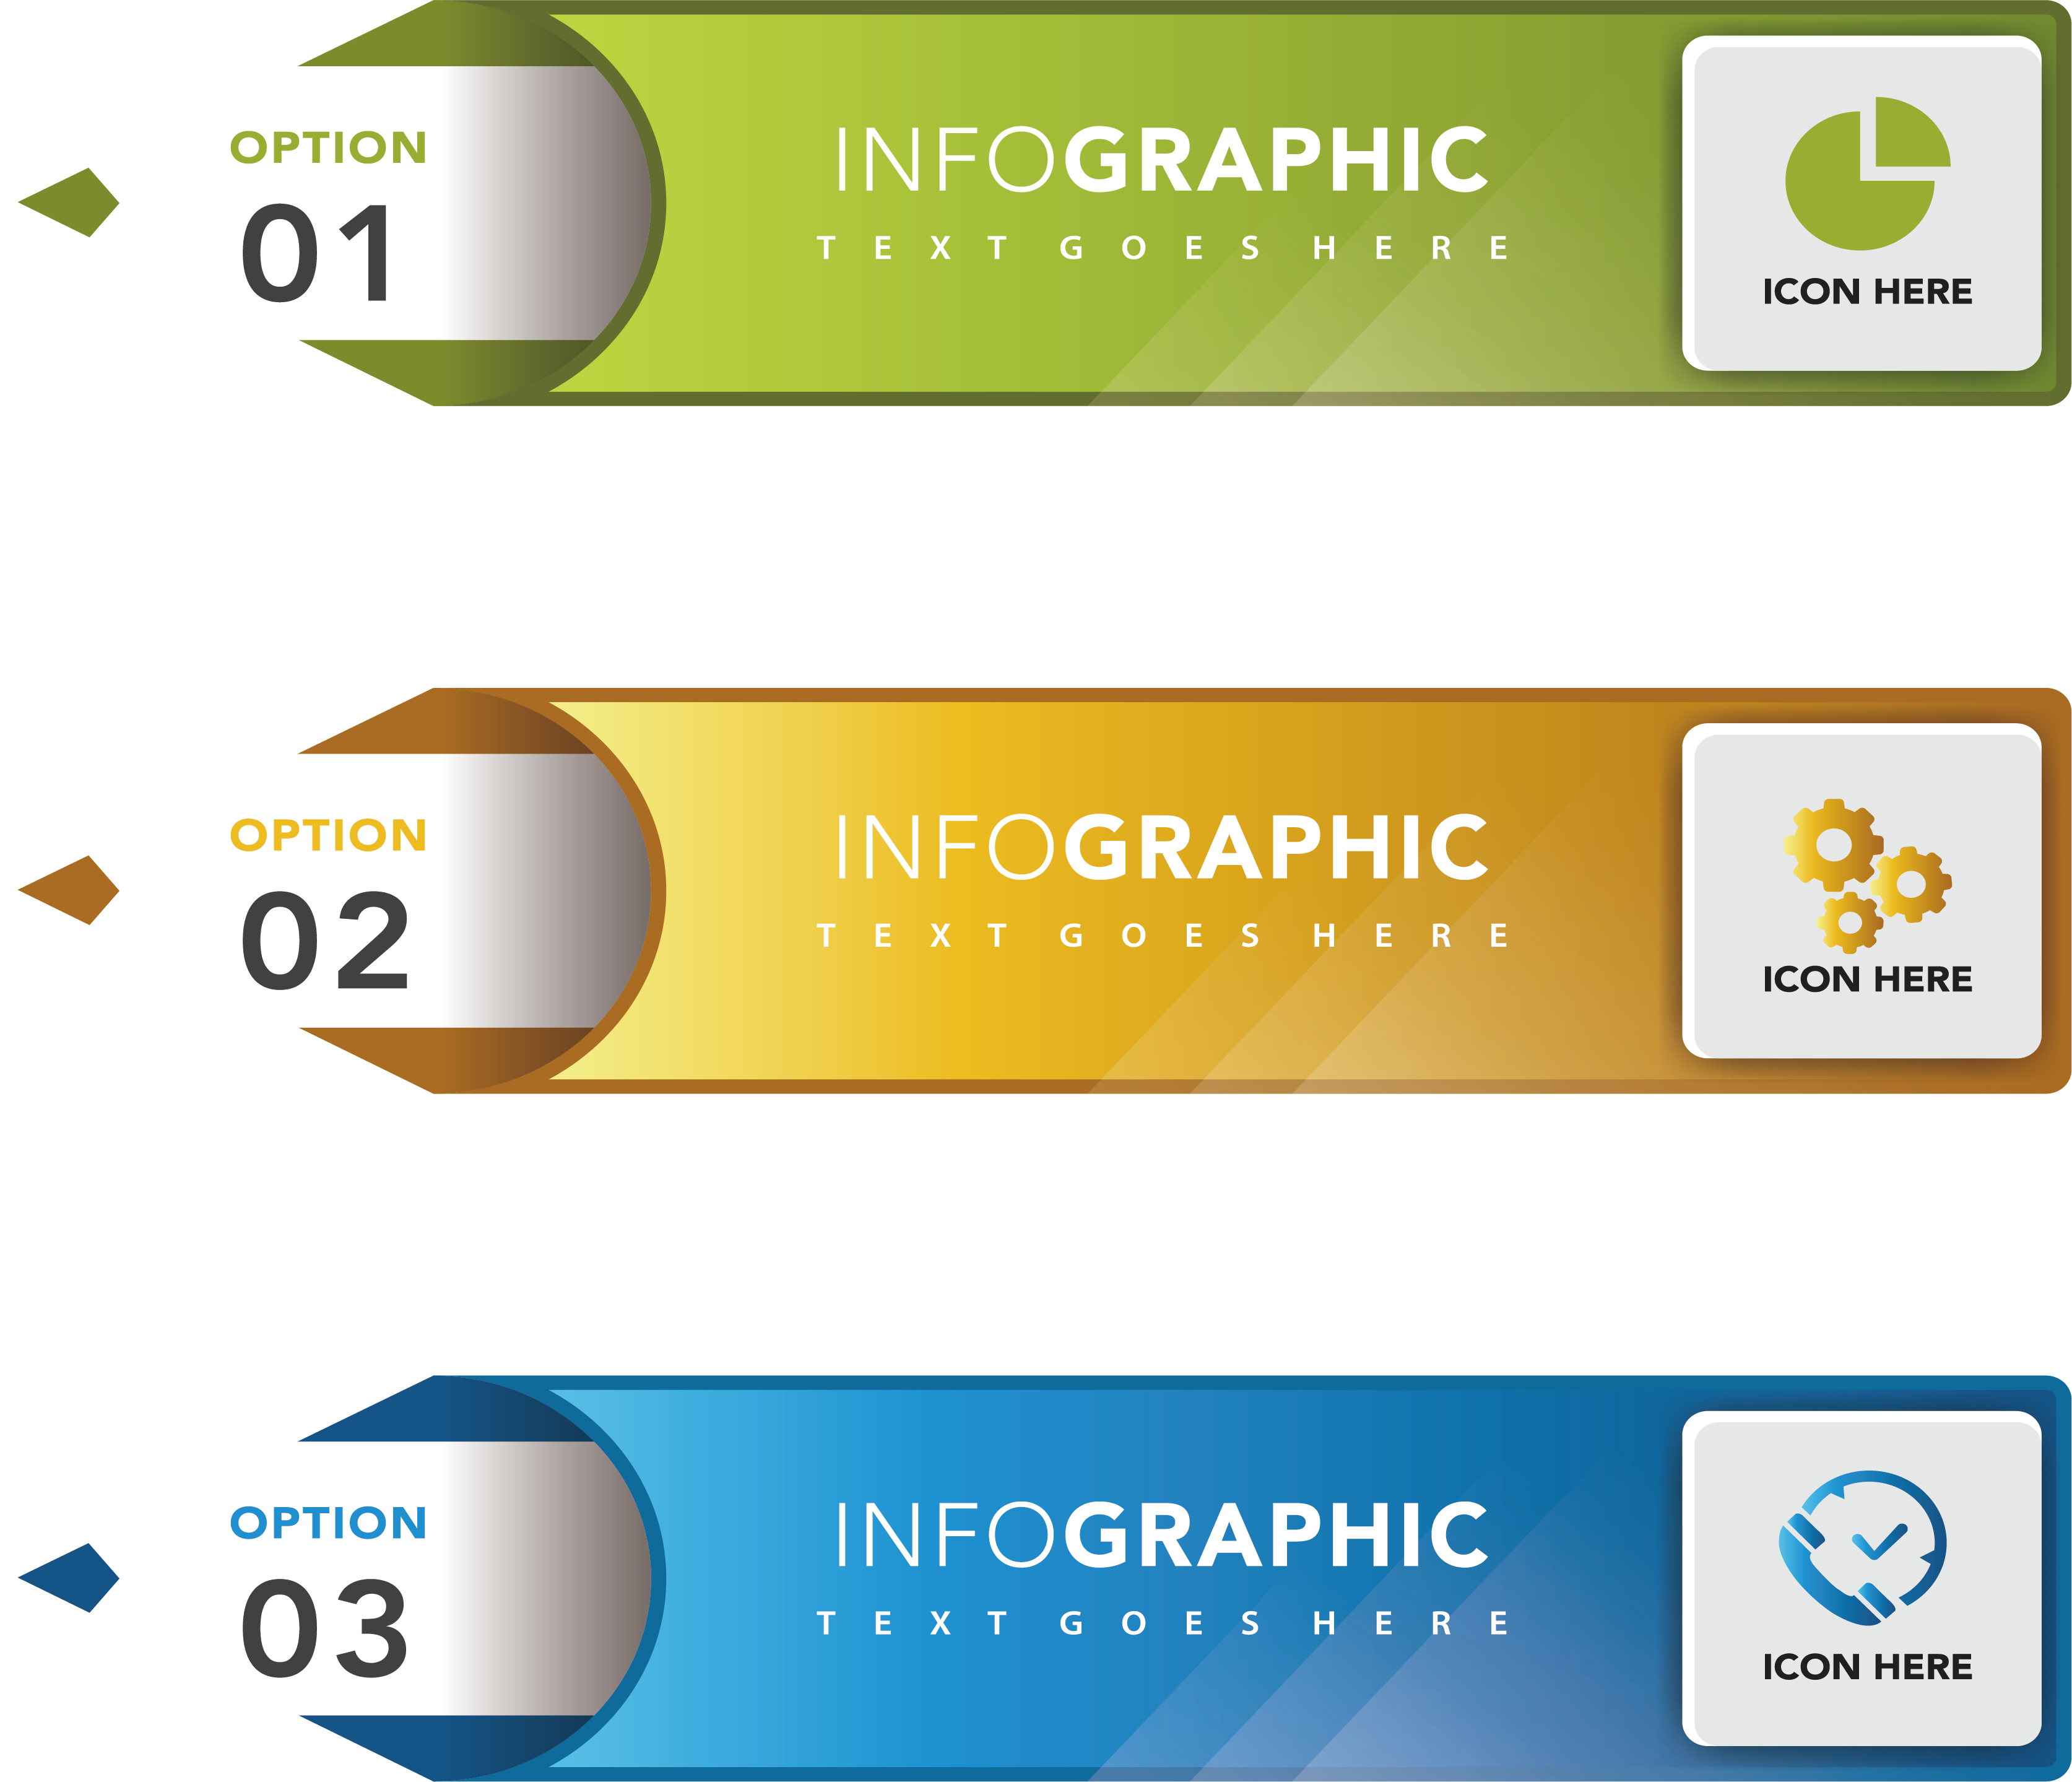 OPTION
01
INFOGRAPHIC
TEXT GOES HERE
ICON HERE
OPTION
02
INFOGRAPHIC
TEXT GOES HERE
ICON HERE
OPTION
03
INFOGRAPHIC
TEXT GOES HERE
ICON HERE